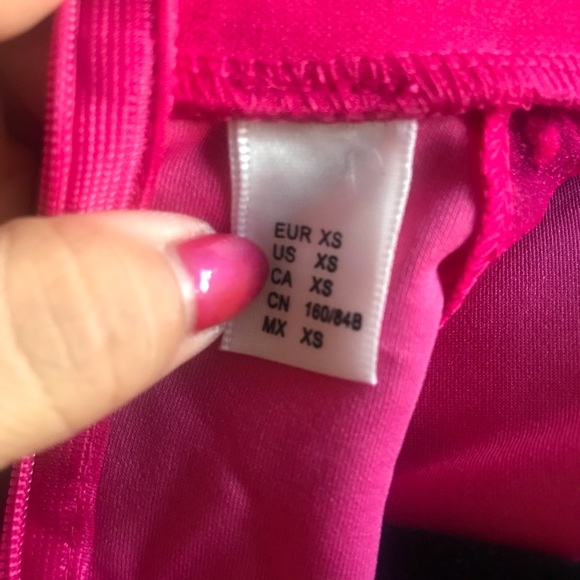 EUR XS
US XS
CA XS
CN 160/84B
MX XS